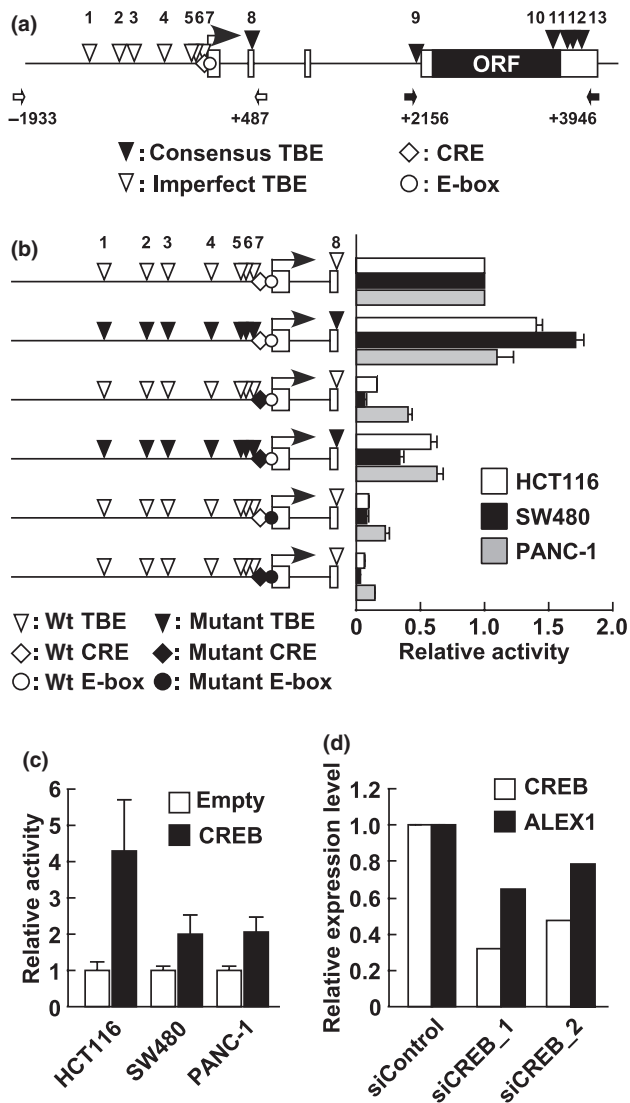 (a)
1 2 3 4 5 6 7 8 9 10 11 12 13
ORF
−1933 +487 +2156 +3946
▼: Consensus TBE ◇: CRE
▽: Imperfect TBE ○: E-box
(b)
1 2 3 4 5 6 7 8
HCT116
SW480
PANC-1
0 0.5 1.0 1.5 2.0
Relative activity
▽: Wt TBE ▼: Mutant TBE
◇: Wt CRE ◆: Mutant CRE
○: Wt E-box ●: Mutant E-box
(c)
Relative activity
6
5
4
3
2
1
0
Empty
CREB
HCT116 SW480 PANC-1
(d)
Relative expression level
1.2
1.0
0.8
0.6
0.4
0.2
0
CREB
ALEX1
siControl siCREB_1 siCREB_2